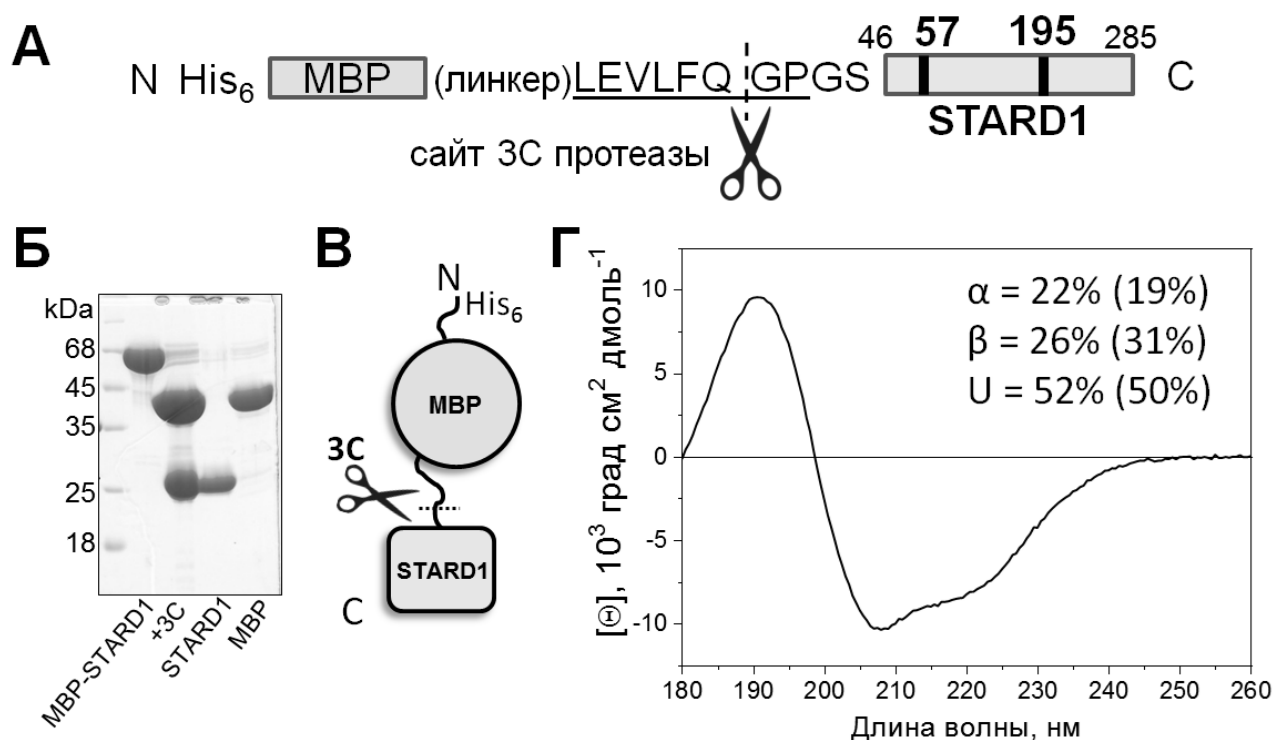 А
N His6 MBP (линкер) LEVLFQ GPGS 46 57 195 285 C
STARD1
сайт 3С протеазы
Б
kDa
68
45
35
25
18
MBP-STARD1
+3C
STARD1
MBP
В
N
His6
MBP
3C
STARD1
C
Г
[Θ], 10³ град см² дмоль⁻¹
10
5
0
-5
-10
α = 22% (19%)
β = 26% (31%)
U = 52% (50%)
180 190 200 210 220 230 240 250 260
Длина волны, нм